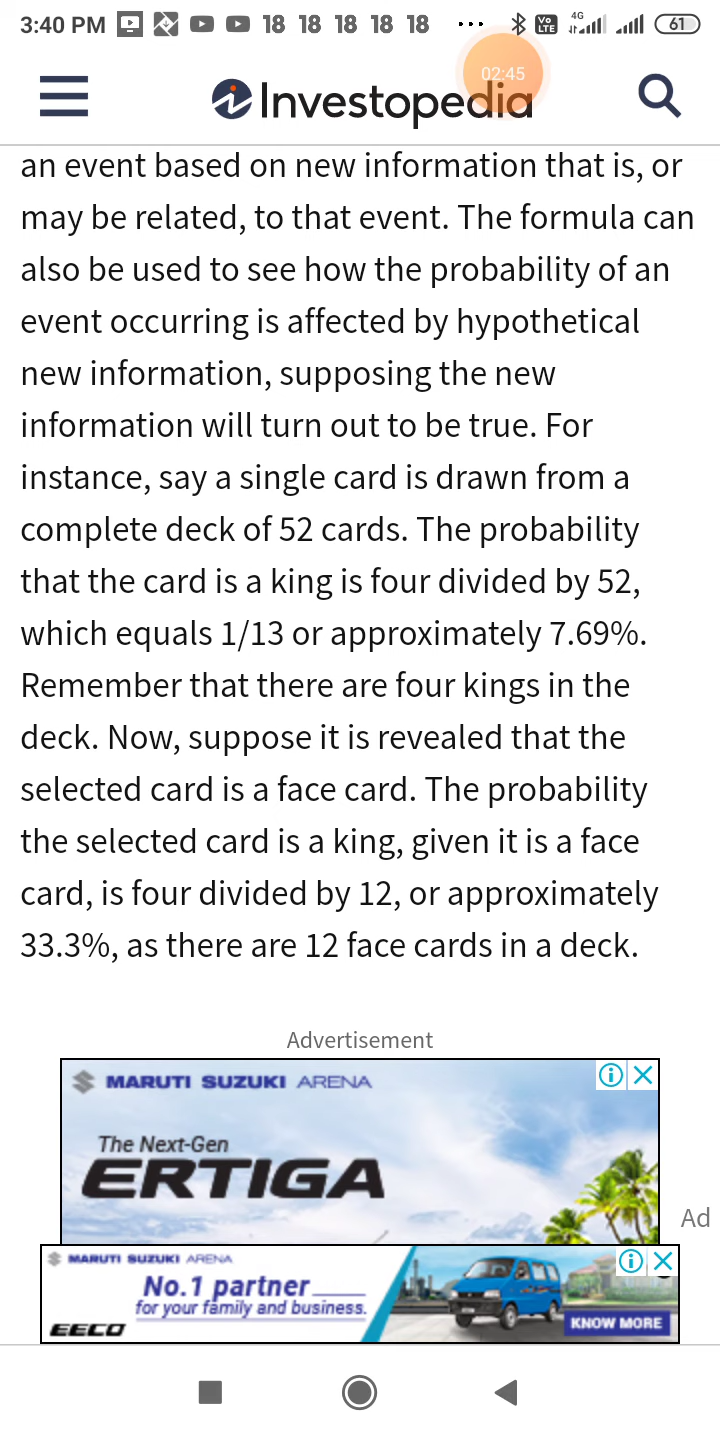 3:40 PM 18 18 18 18 18 ... Vo LTE 4G 61
Investopedia
02:45
an event based on new information that is, or
may be related, to that event. The formula can
also be used to see how the probability of an
event occurring is affected by hypothetical
new information, supposing the new
information will turn out to be true. For
instance, say a single card is drawn from a
complete deck of 52 cards. The probability
that the card is a king is four divided by 52,
which equals 1/13 or approximately 7.69%.
Remember that there are four kings in the
deck. Now, suppose it is revealed that the
selected card is a face card. The probability
the selected card is a king, given it is a face
card, is four divided by 12, or approximately
33.3%, as there are 12 face cards in a deck.
Advertisement
MARUTI SUZUKI ARENA
The Next-Gen
ERTIGA
Ad
MARUTI SUZUKI ARENA
No.1 partner
for your family and business.
EECO
KNOW MORE